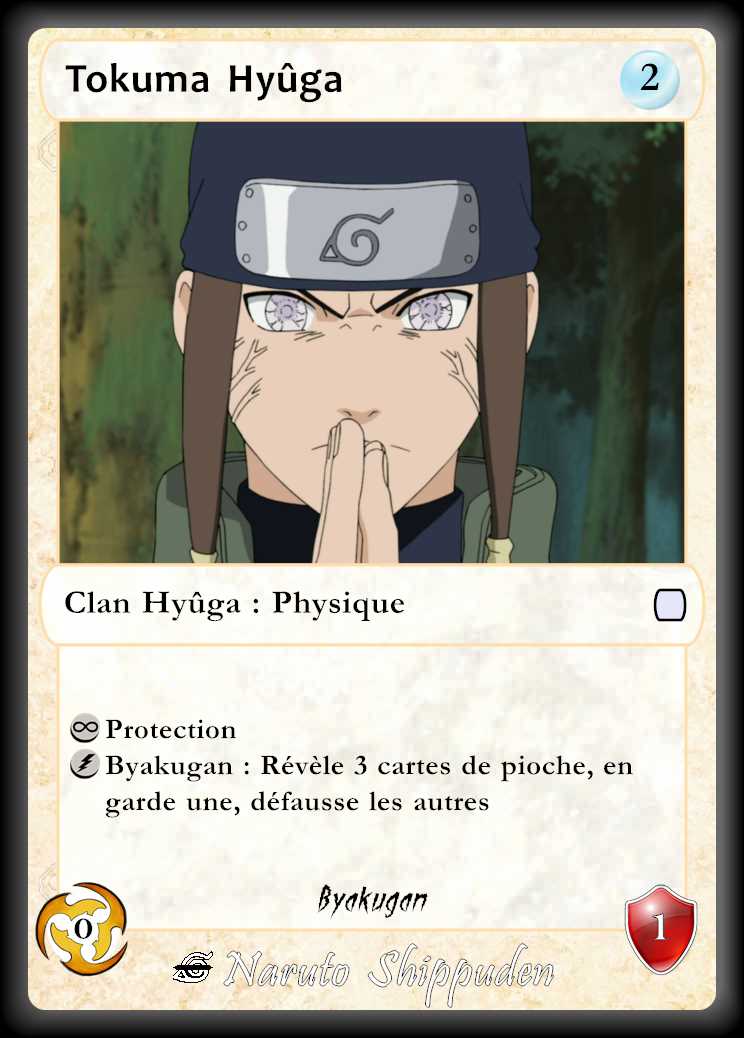 Tokuma Hyûga
2
Clan Hyûga : Physique
Protection
Byakugan : Révèle 3 cartes de pioche, en
garde une, défausse les autres
Byakugan
0
1
Naruto Shippuden